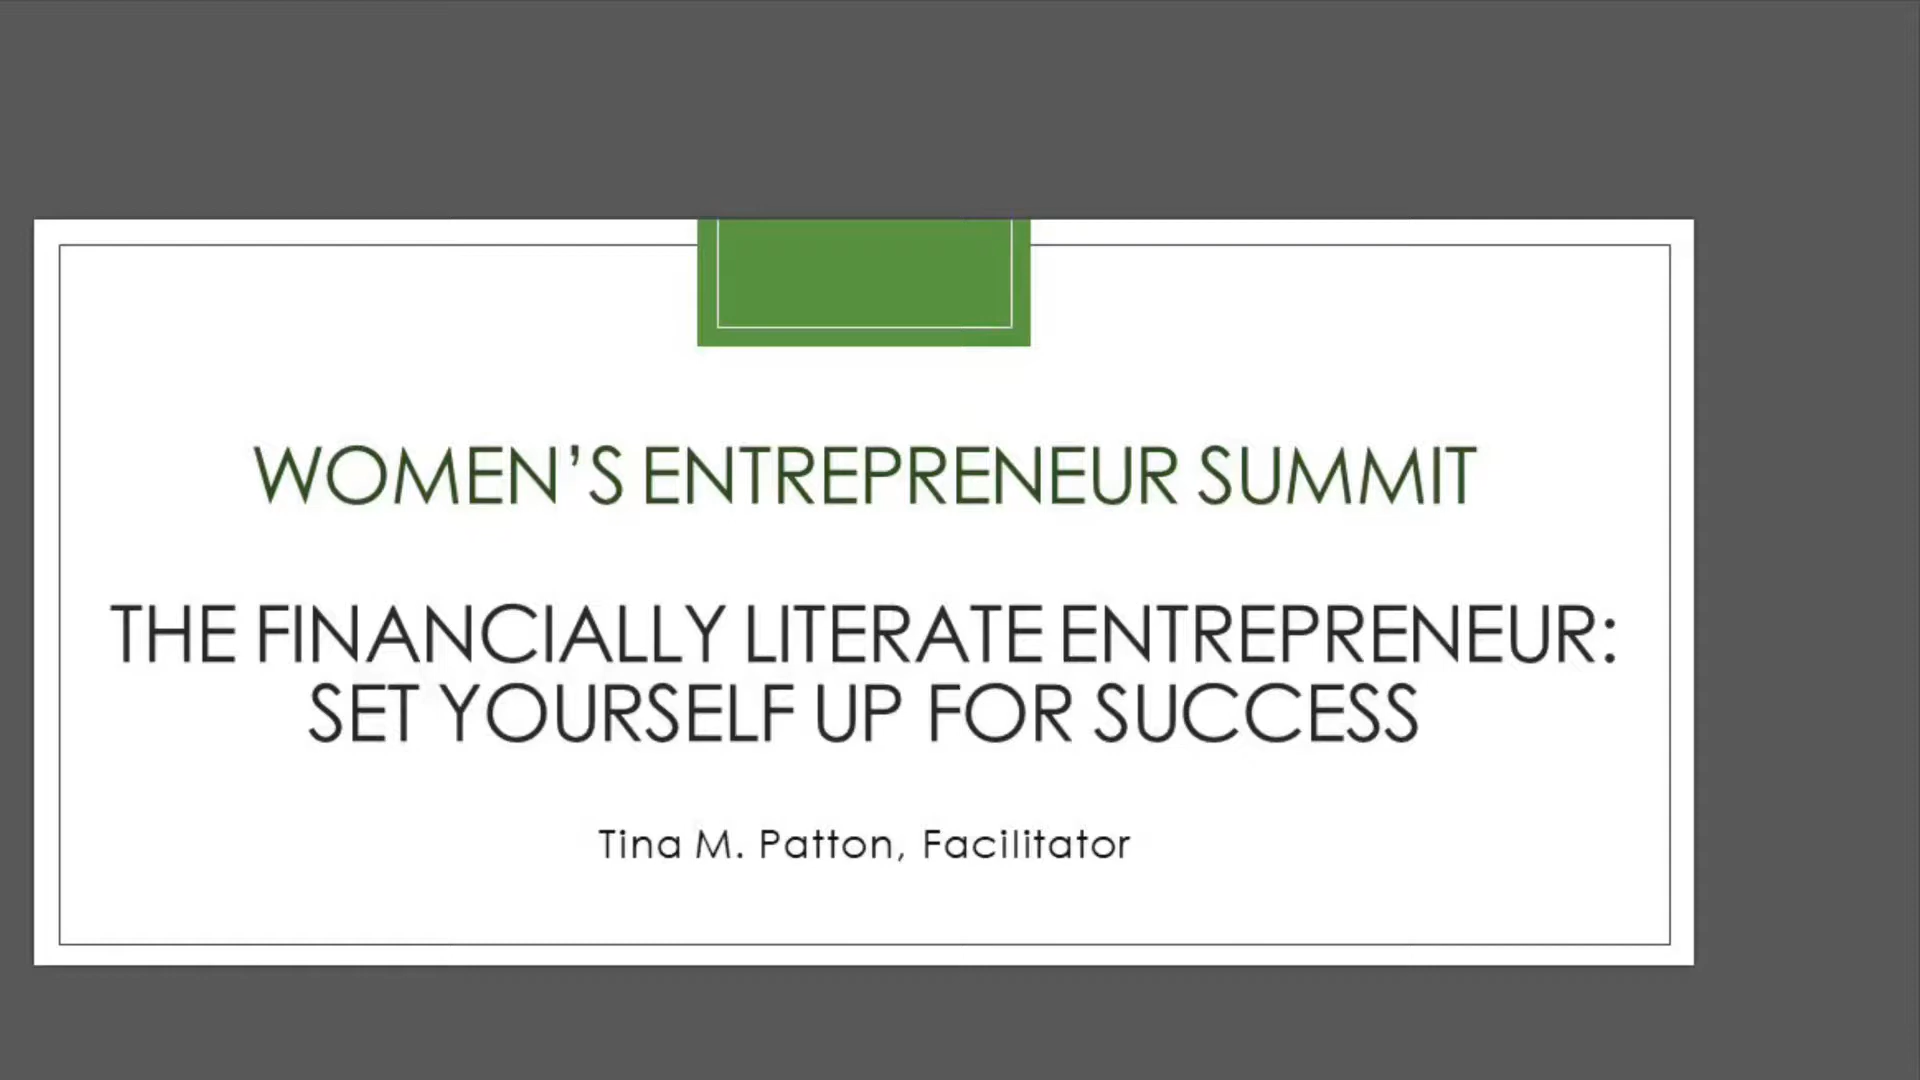 WOMEN’S ENTREPRENEUR SUMMIT
THE FINANCIALLY LITERATE ENTREPRENEUR:
SET YOURSELF UP FOR SUCCESS
Tina M. Patton, Facilitator